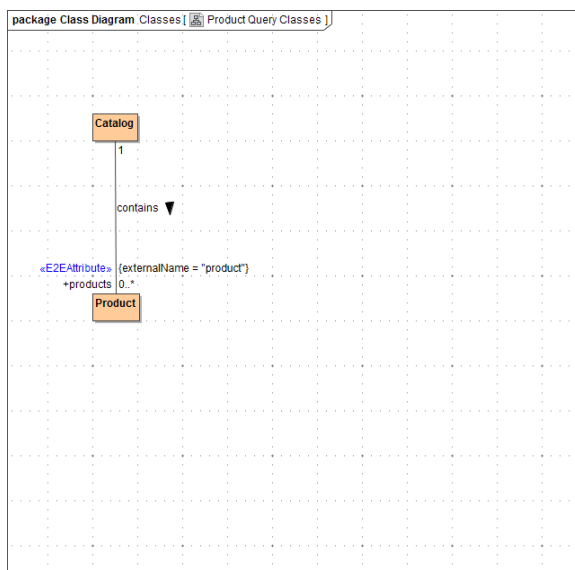 package Class Diagram Classes [ Product Query Classes ]
Catalog
1
contains
«E2EAttribute» {externalName = "product"}
+products 0..*
Product